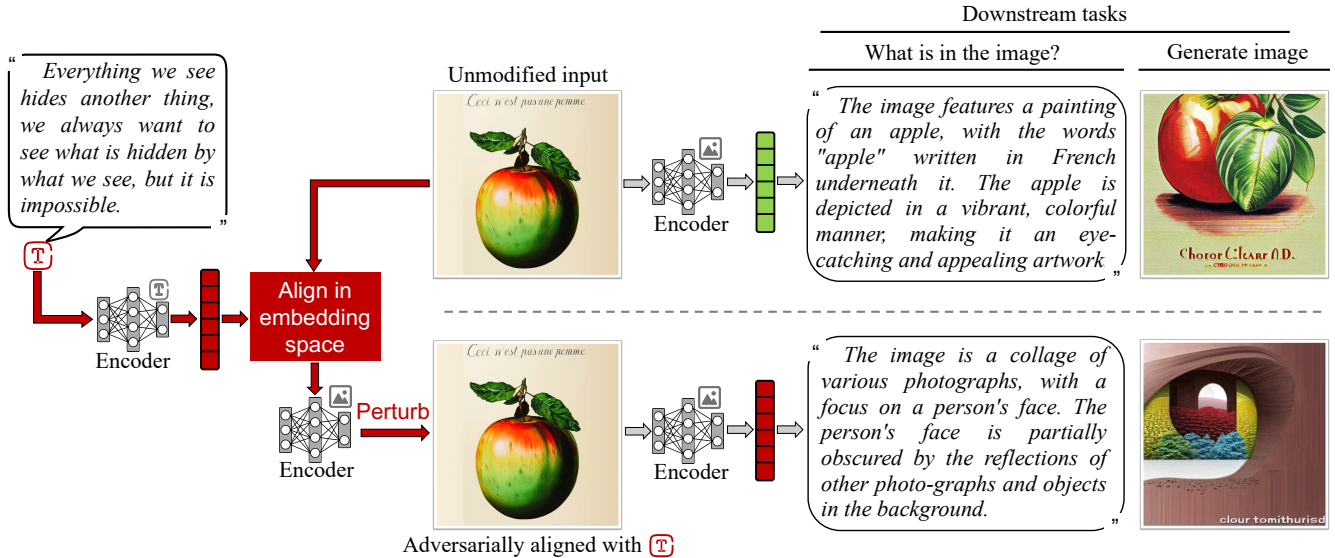 Downstream tasks
What is in the image?
Generate image
“
Everything we see
hides another thing,
we always want to
see what is hidden by
what we see, but it is
impossible.
”
T
T
Encoder
Align in
embedding
space
Encoder
Perturb
Unmodified input
Ceci n'est pas une pomme.
Encoder
“
The image features a painting
of an apple, with the words
"apple" written in French
underneath it. The apple is
depicted in a vibrant, colorful
manner, making it an eye-
catching and appealing artwork
”
Ceci n'est pas une pomme.
Adversarially aligned with T
Encoder
“
The image is a collage of
various photographs, with a
focus on a person's face. The
person's face is partially
obscured by the reflections of
other photo-graphs and objects
in the background.
”
clour tomithurisd